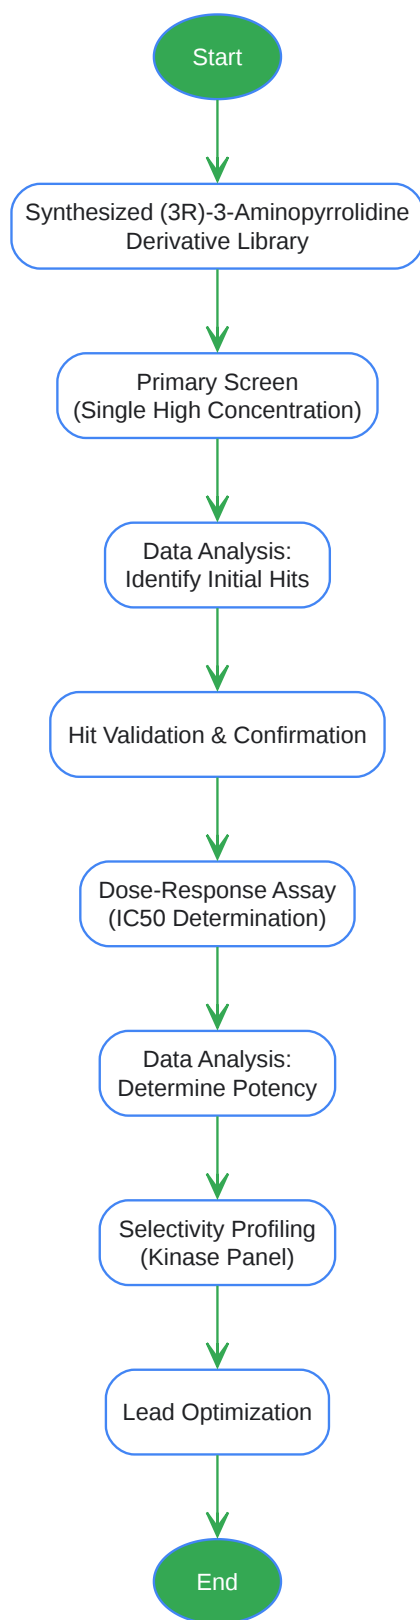 Start
Synthesized (3R)-3-Aminopyrrolidine
Derivative Library
Primary Screen
(Single High Concentration)
Data Analysis:
Identify Initial Hits
Hit Validation & Confirmation
Dose-Response Assay
(IC50 Determination)
Data Analysis:
Determine Potency
Selectivity Profiling
(Kinase Panel)
Lead Optimization
End